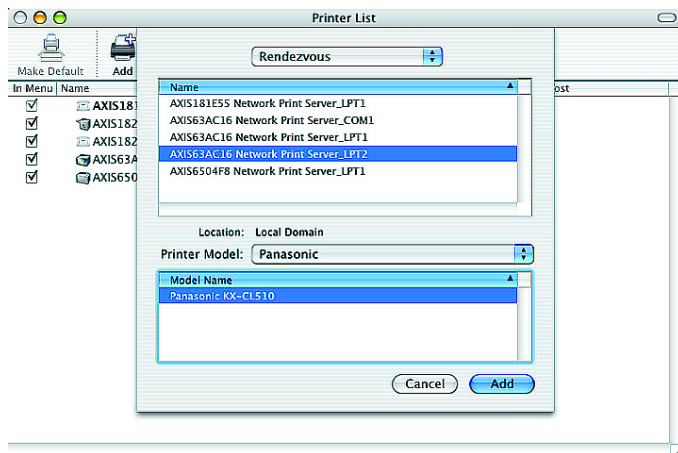 Printer List
Make Default Add
Rendezvous
In Menu Name ost
Name
AXIS181E55 Network Print Server_LPT1
AXIS63AC16 Network Print Server_COM1
AXIS63AC16 Network Print Server_LPT1
AXIS63AC16 Network Print Server_LPT2
AXIS6504F8 Network Print Server_LPT1
AXIS181
AXIS182
AXIS182
AXIS63A
AXIS650
Location: Local Domain
Printer Model: Panasonic
Model Name
Panasonic KX-CL510
Cancel Add